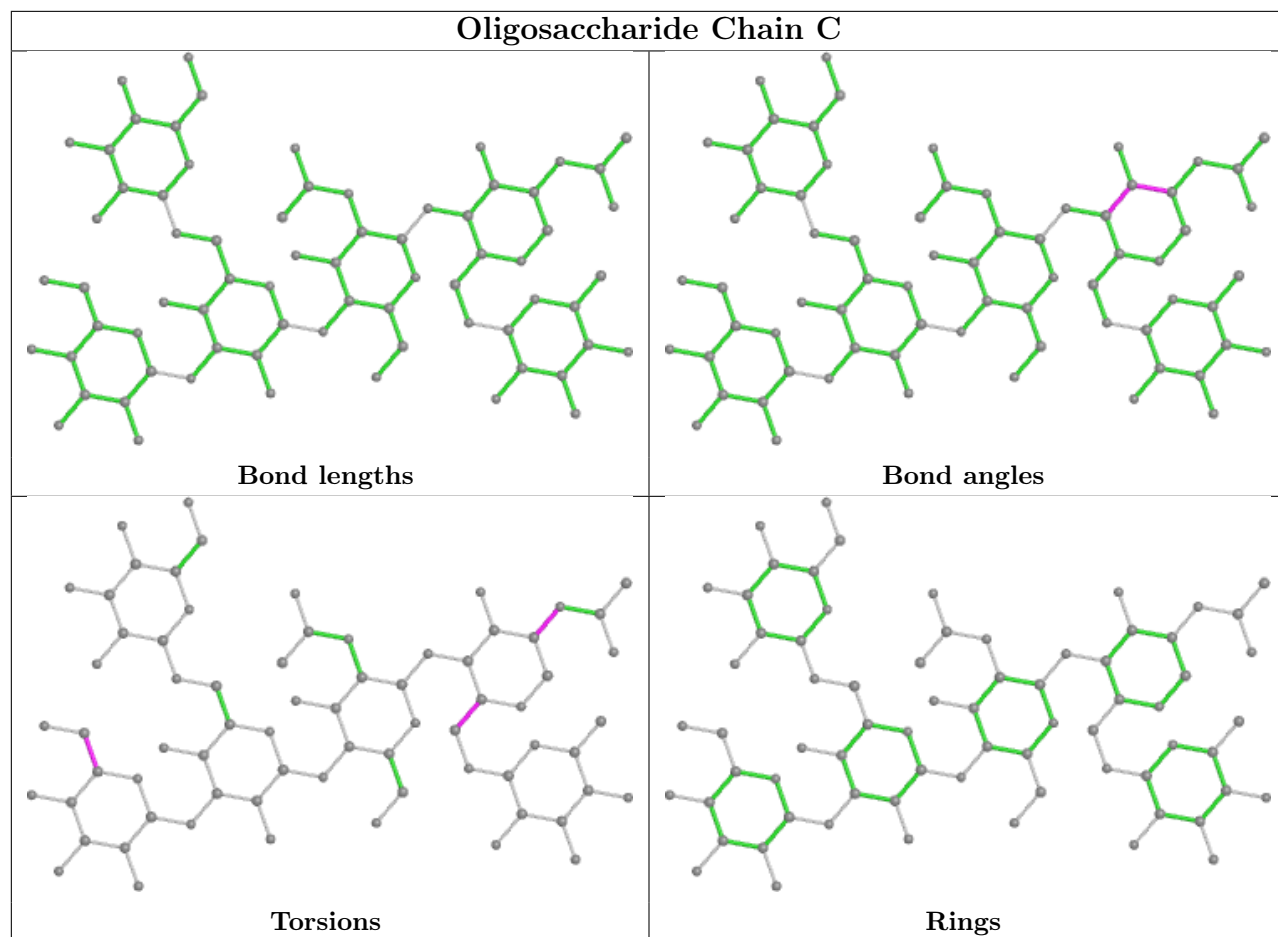 Oligosaccharide Chain C
Bond lengths
Bond angles
Torsions
Rings